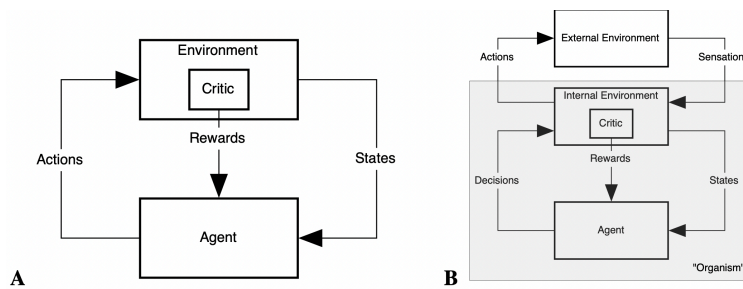 Environment
Critic
Rewards
Actions
States
Agent
A
External Environment
Actions
Sensation
Internal Environment
Critic
Rewards
Decisions
States
Agent
"Organism"
B